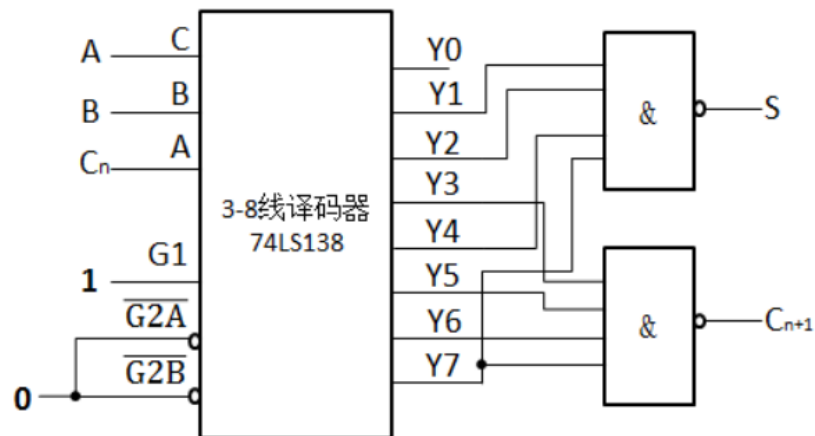 A C
B B
Cn A
1 G1
G2A
G2B
0
3-8线译码器
74LS138
Y0
Y1
Y2
Y3
Y4
Y5
Y6
Y7
&
S
&
Cn+1